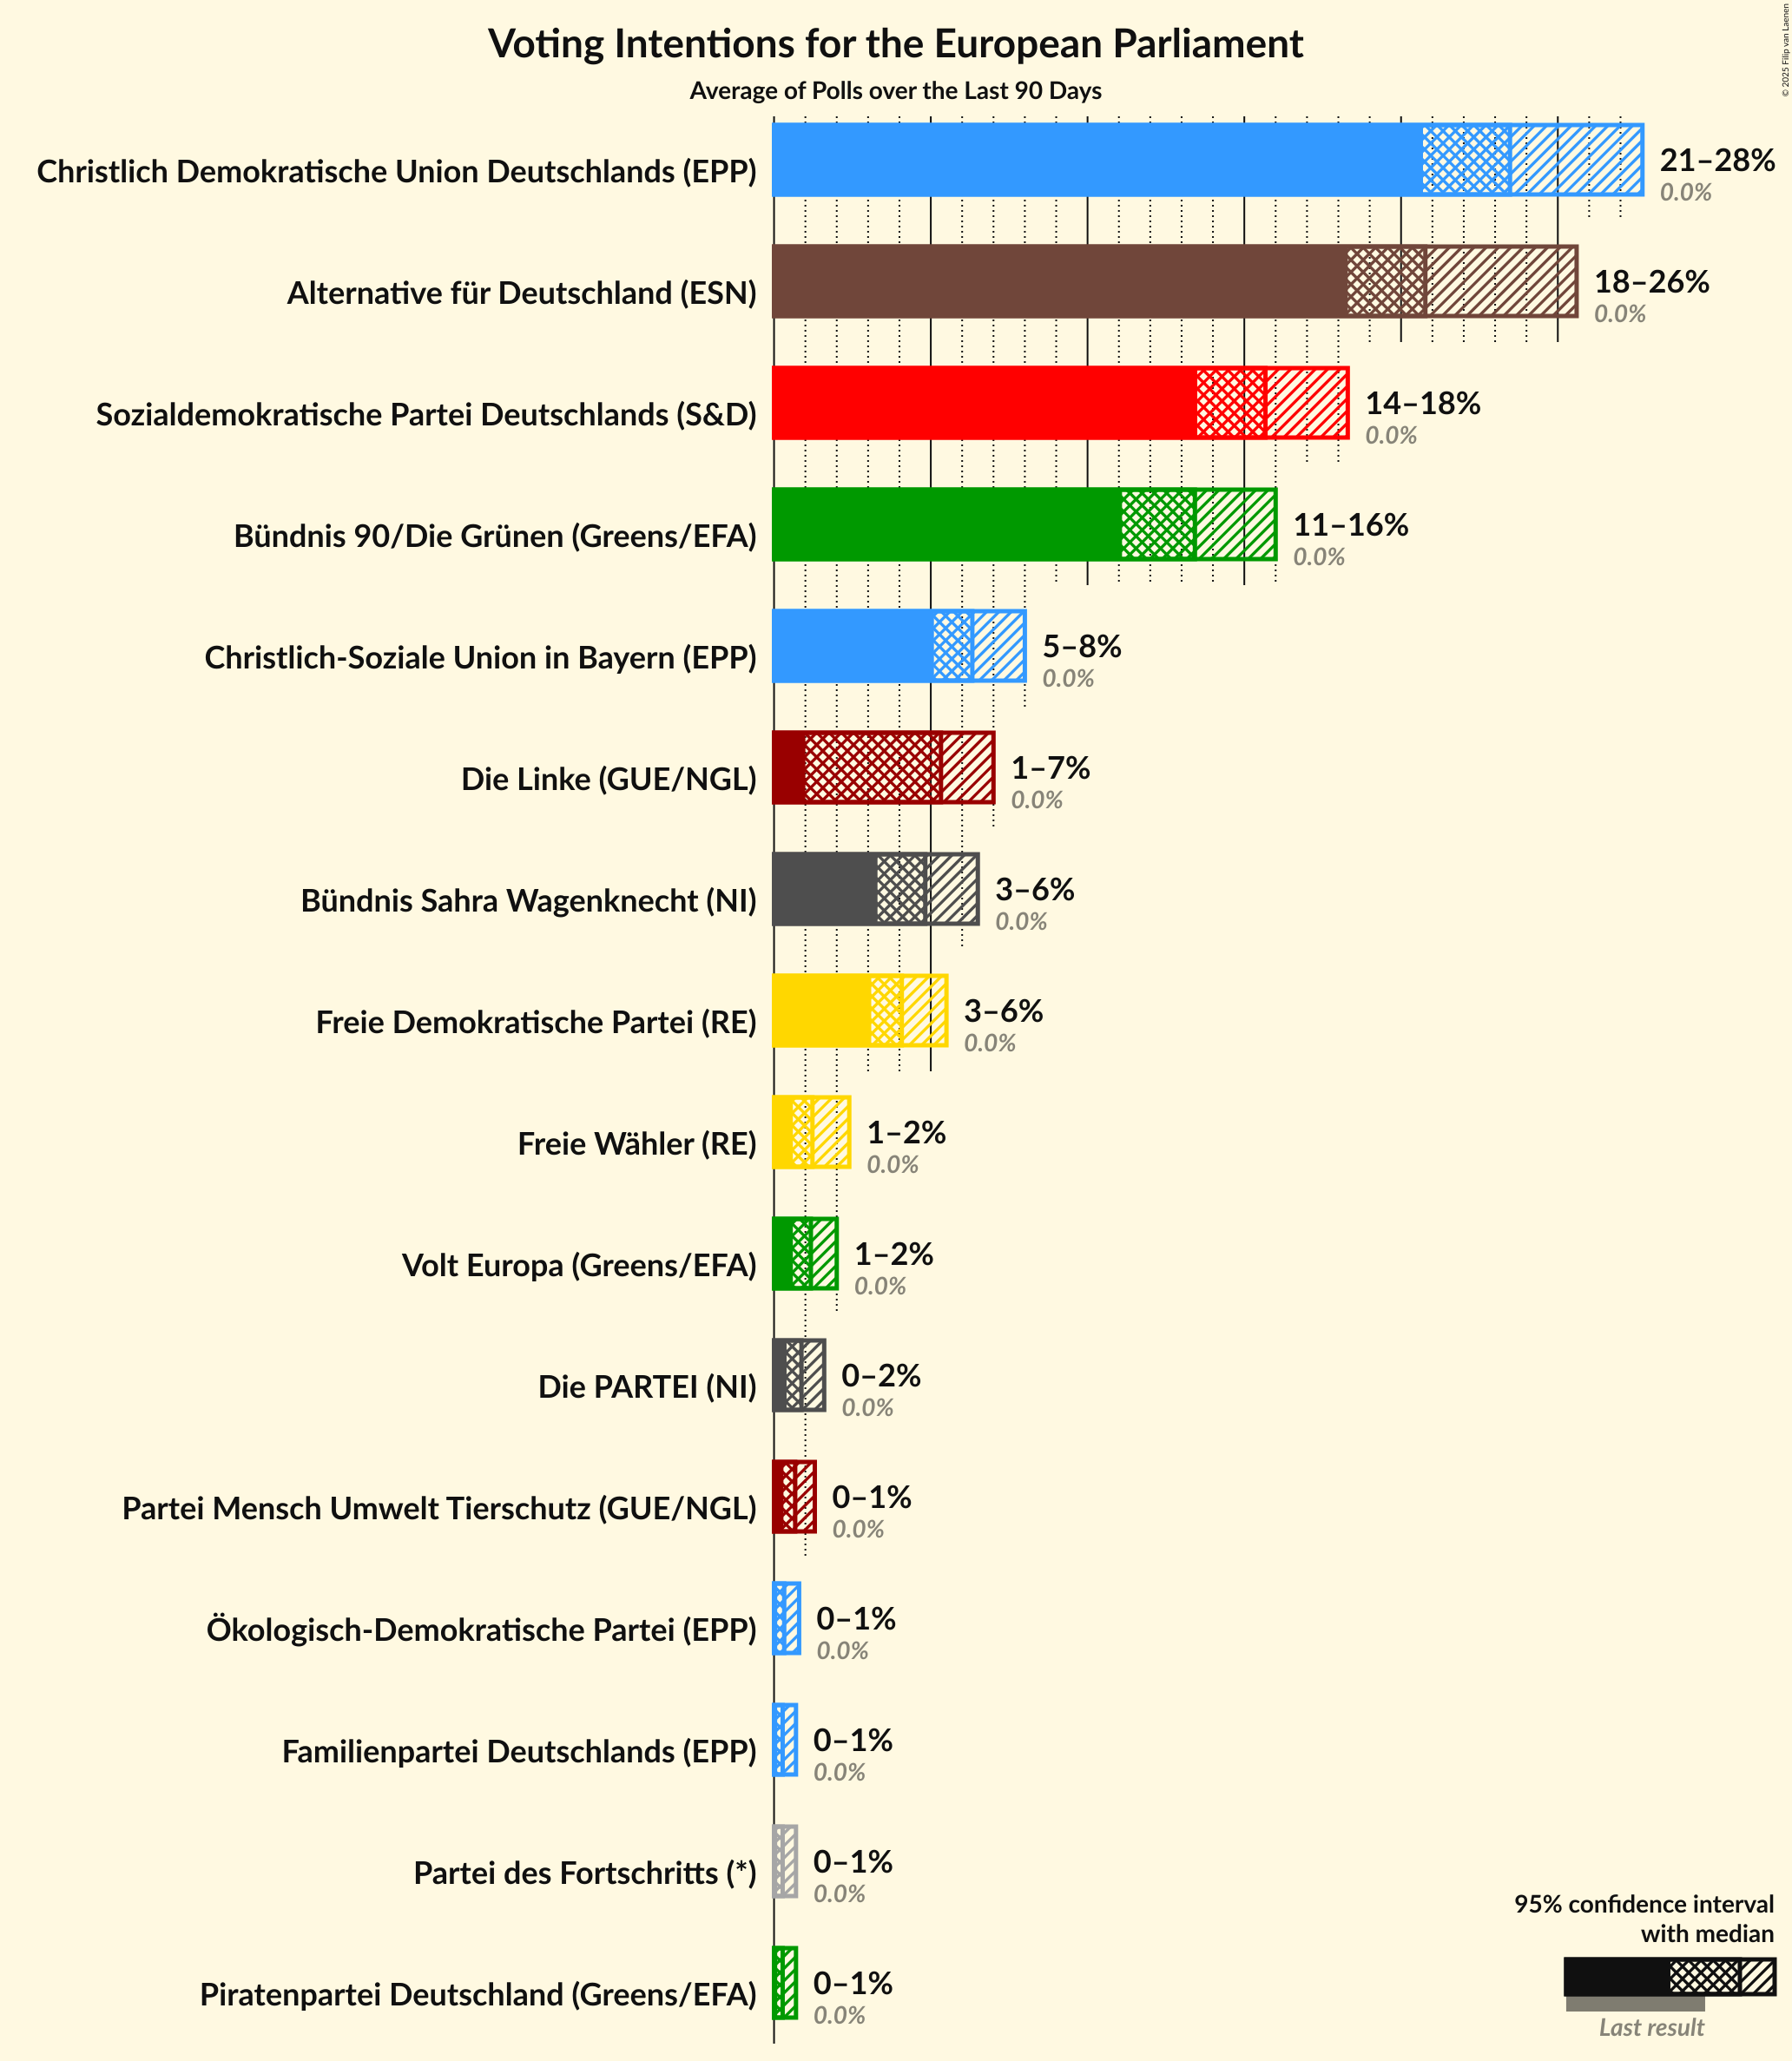 Voting Intentions for the European Parliament
Average of Polls over the Last 90 Days
© 2025 Filip van Laenen
Christlich Demokratische Union Deutschlands (EPP)
21–28%
0.0%
Alternative für Deutschland (ESN)
18–26%
0.0%
Sozialdemokratische Partei Deutschlands (S&D)
14–18%
0.0%
Bündnis 90/Die Grünen (Greens/EFA)
11–16%
0.0%
Christlich-Soziale Union in Bayern (EPP)
5–8%
0.0%
Die Linke (GUE/NGL)
1–7%
0.0%
Bündnis Sahra Wagenknecht (NI)
3–6%
0.0%
Freie Demokratische Partei (RE)
3–6%
0.0%
Freie Wähler (RE)
1–2%
0.0%
Volt Europa (Greens/EFA)
1–2%
0.0%
Die PARTEI (NI)
0–2%
0.0%
Partei Mensch Umwelt Tierschutz (GUE/NGL)
0–1%
0.0%
Ökologisch-Demokratische Partei (EPP)
0–1%
0.0%
Familienpartei Deutschlands (EPP)
0–1%
0.0%
Partei des Fortschritts (*)
0–1%
0.0%
Piratenpartei Deutschland (Greens/EFA)
0–1%
0.0%
95% confidence interval
with median
Last result